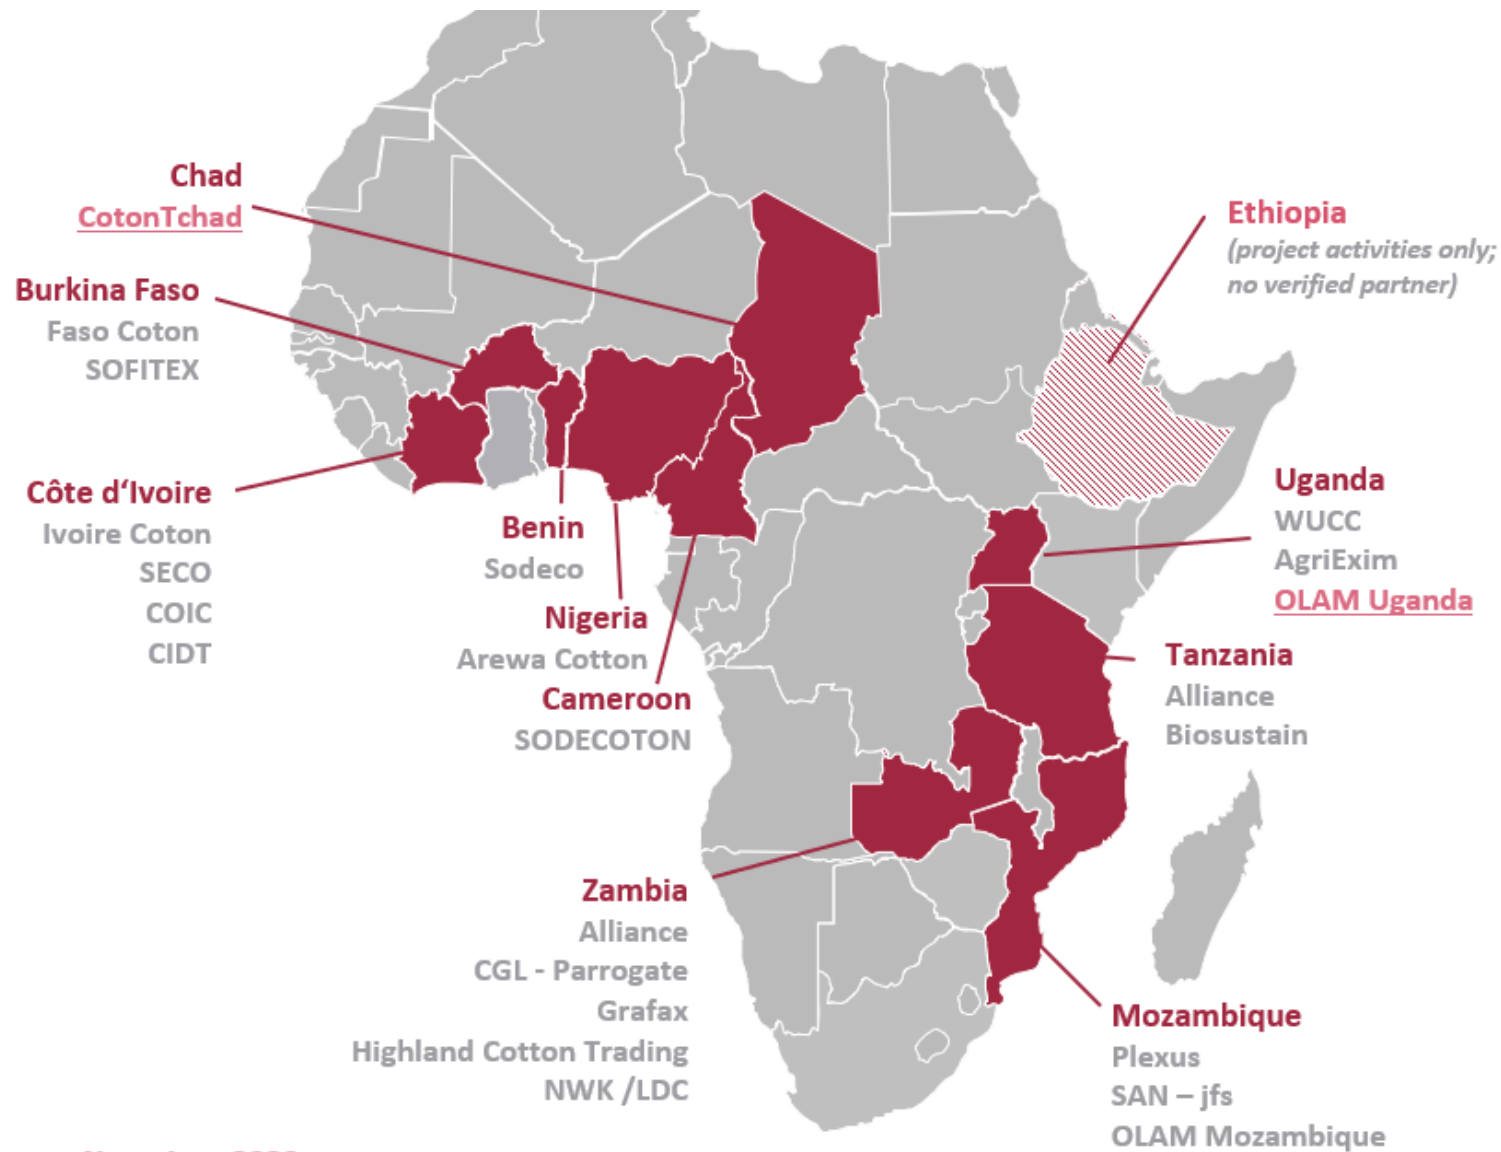 Chad
CotonTchad
Burkina Faso
Faso Coton
SOFITEX
Côte d‘Ivoire
Ivoire Coton
SECO
COIC
CIDT
Benin
Sodeco
Nigeria
Arewa Cotton
Cameroon
SODECOTON
Ethiopia
(project activities only;
no verified partner)
Uganda
WUCC
AgriExim
OLAM Uganda
Tanzania
Alliance
Biosustain
Zambia
Alliance
CGL - Parrogate
Grafax
Highland Cotton Trading
NWK /LDC
Mozambique
Plexus
SAN – jfs
OLAM Mozambique